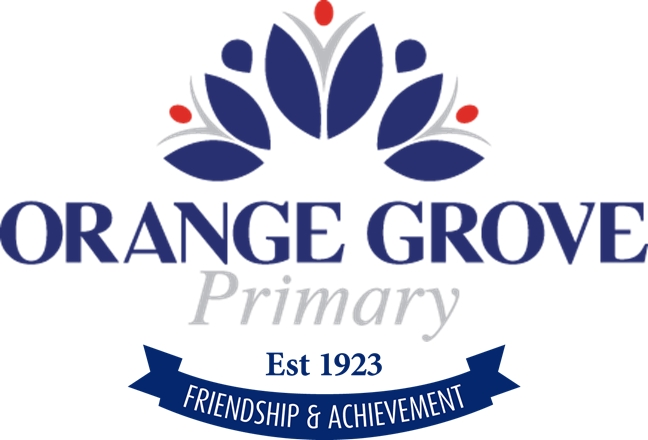 ORANGE GROVE
Primary
Est 1923
FRIENDSHIP & ACHIEVEMENT